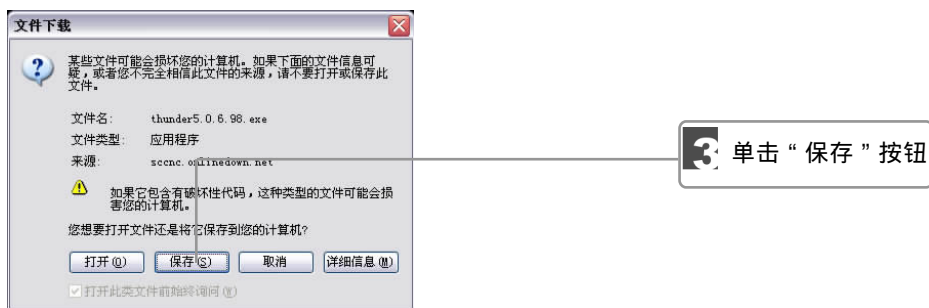 文件下载
某些文件可能会损坏您的计算机。如果下面的文件信息可
疑，或者您不完全相信此文件的来源，请不要打开或保存此
文件。
文件名: thunder5.0.6.98.exe
文件类型: 应用程序
来源: sccnc.onlinedown.net
如果它包含有破坏性代码，这种类型的文件可能会损
害您的计算机。
您想要打开文件还是将它保存到您的计算机?
打开(O) 保存(S) 取消 详细信息(M)
打开此类文件前始终询问(W)
3 单击“保存”按钮